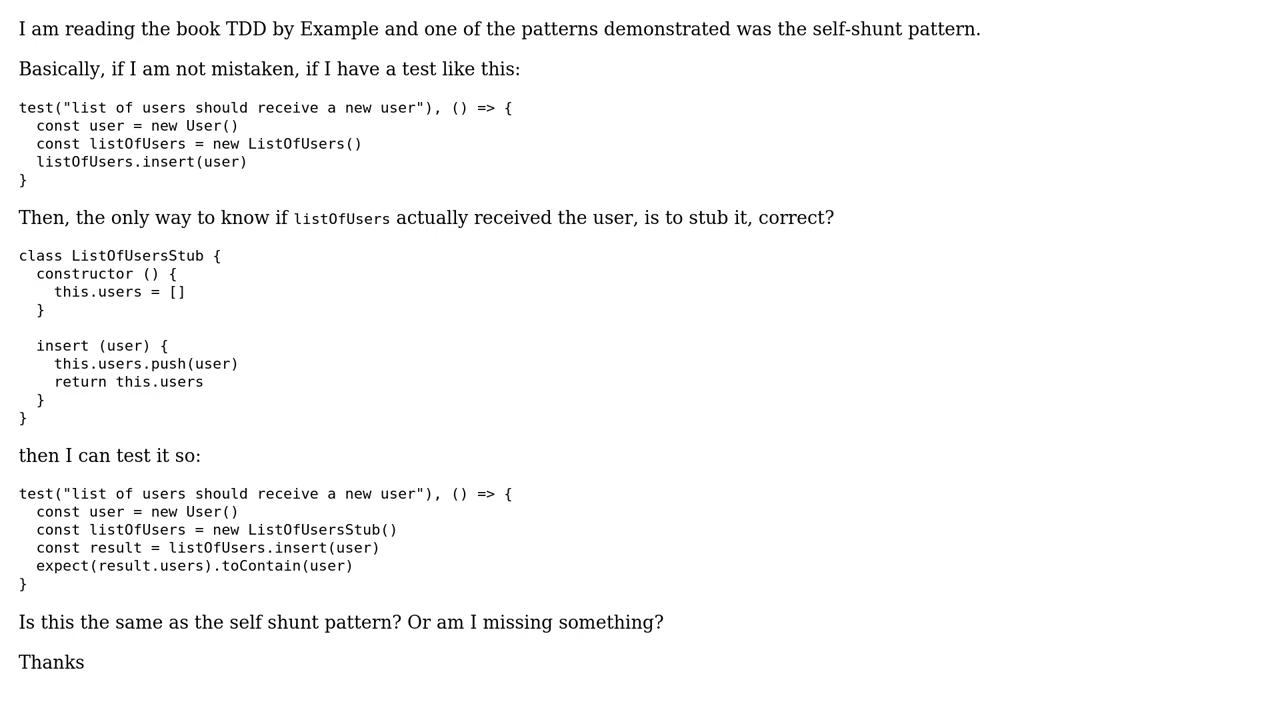 I am reading the book TDD by Example and one of the patterns demonstrated was the self-shunt pattern.
Basically, if I am not mistaken, if I have a test like this:
test("list of users should receive a new user"), () => {
  const user = new User()
  const listOfUsers = new ListOfUsers()
  listOfUsers.insert(user)
}
Then, the only way to know if listOfUsers actually received the user, is to stub it, correct?
class ListOfUsersStub {
  constructor () {
    this.users = []
  }
  insert (user) {
    this.users.push(user)
    return this.users
  }
}
then I can test it so:
test("list of users should receive a new user"), () => {
  const user = new User()
  const listOfUsers = new ListOfUsersStub()
  const result = listOfUsers.insert(user)
  expect(result.users).toContain(user)
}
Is this the same as the self shunt pattern? Or am I missing something?
Thanks